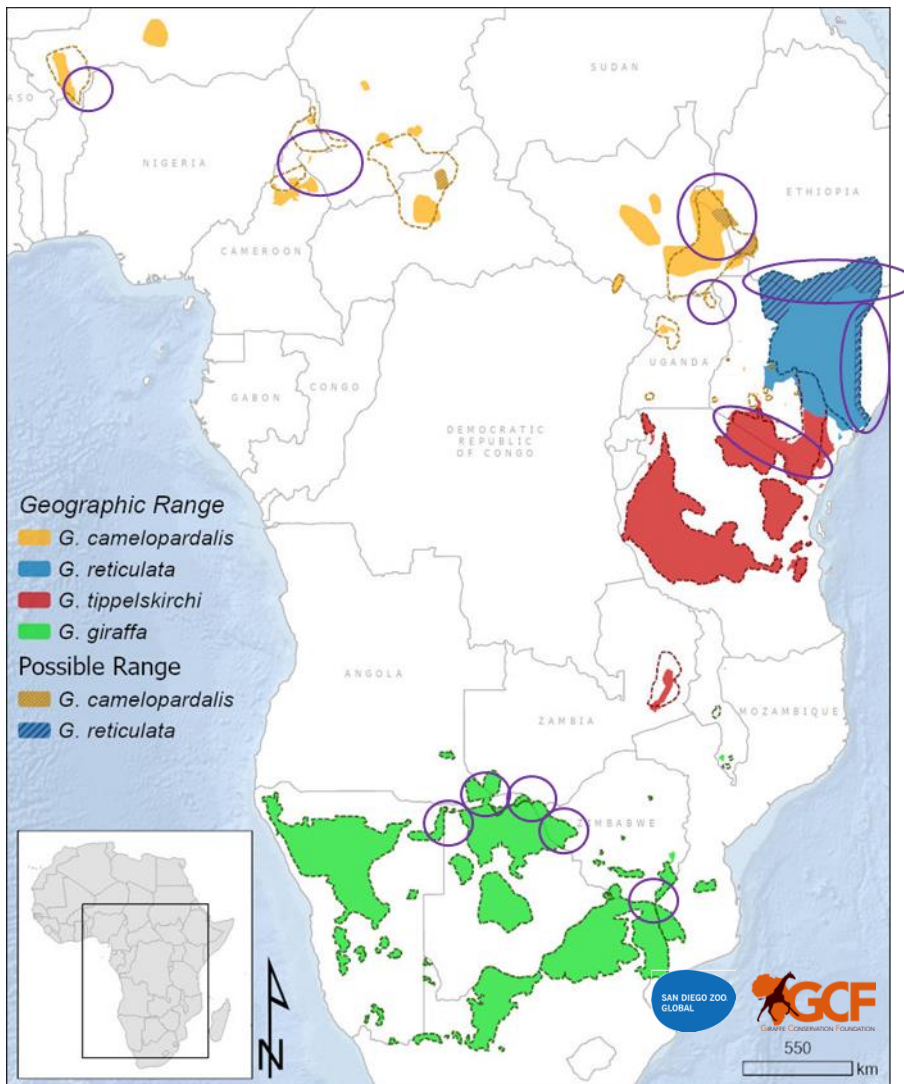 SUDAN
ASO
NIGERIA
ETHIOPIA
CAMEROON
UGANDA
GABON
CONGO
DEMOCRATIC
REPUBLIC
OF CONGO
Geographic Range
G. camelopardalis
G. reticulata
G. tippelskirchi
G. giraffa
Possible Range
G. camelopardalis
G. reticulata
ANGOLA
ZAMBIA
MOZAMBIQUE
ZIMBABWE
N
SAN DIEGO ZOO
GLOBAL
GCF
GIRAFFE CONSERVATION FOUNDATION
550
km